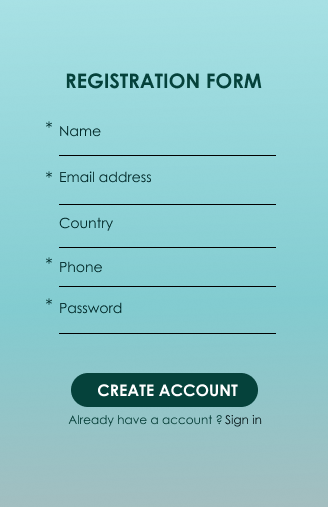 REGISTRATION FORM
* Name
* Email address
Country
* Phone
* Password
CREATE ACCOUNT
Already have a account ? Sign in